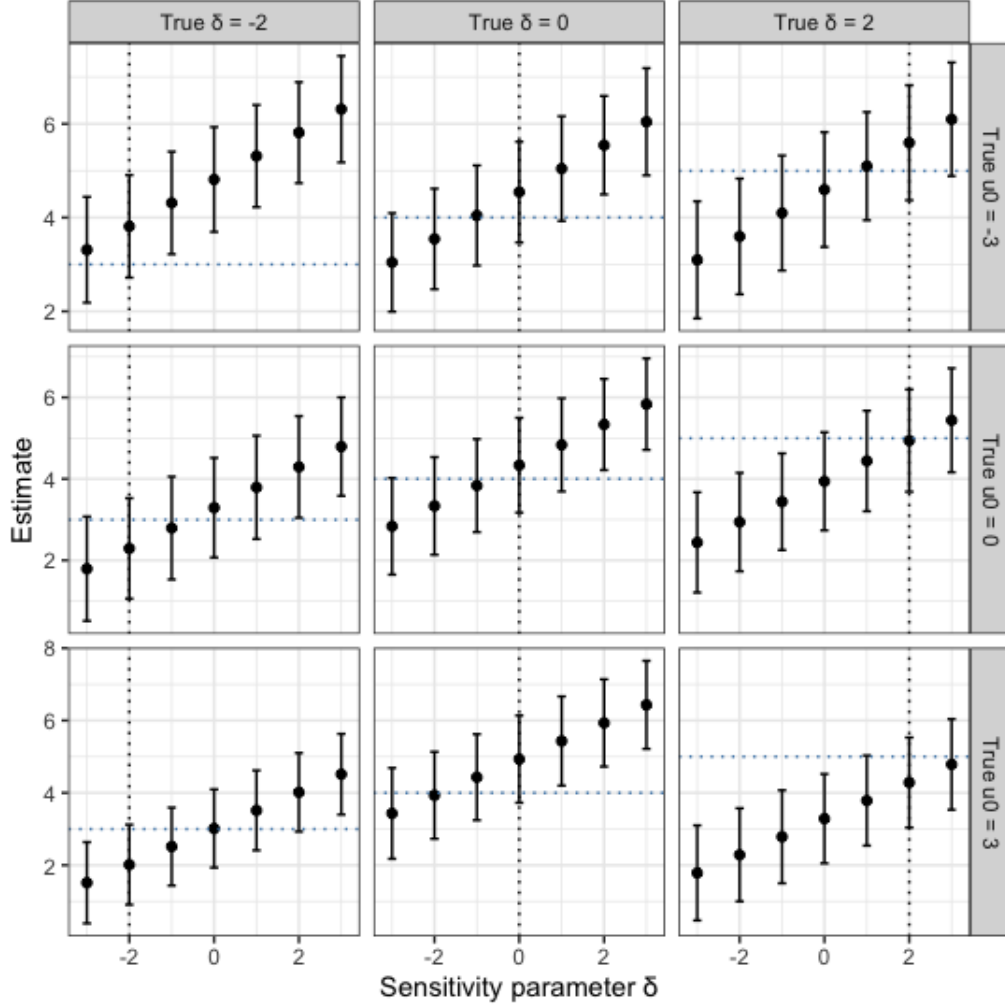 True δ = -2
True δ = 0
True δ = 2
6
4
2
True u0 = -3
6
4
2
True u0 = 0
8
6
4
2
True u0 = 3
Estimate
-2 0 2
-2 0 2
-2 0 2
Sensitivity parameter δ